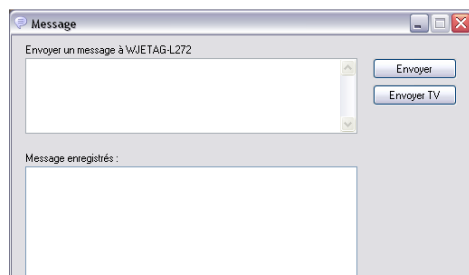 Message
Envoyer un message à WJETAG-L272
Envoyer
Envoyer TV
Message enregistrés :